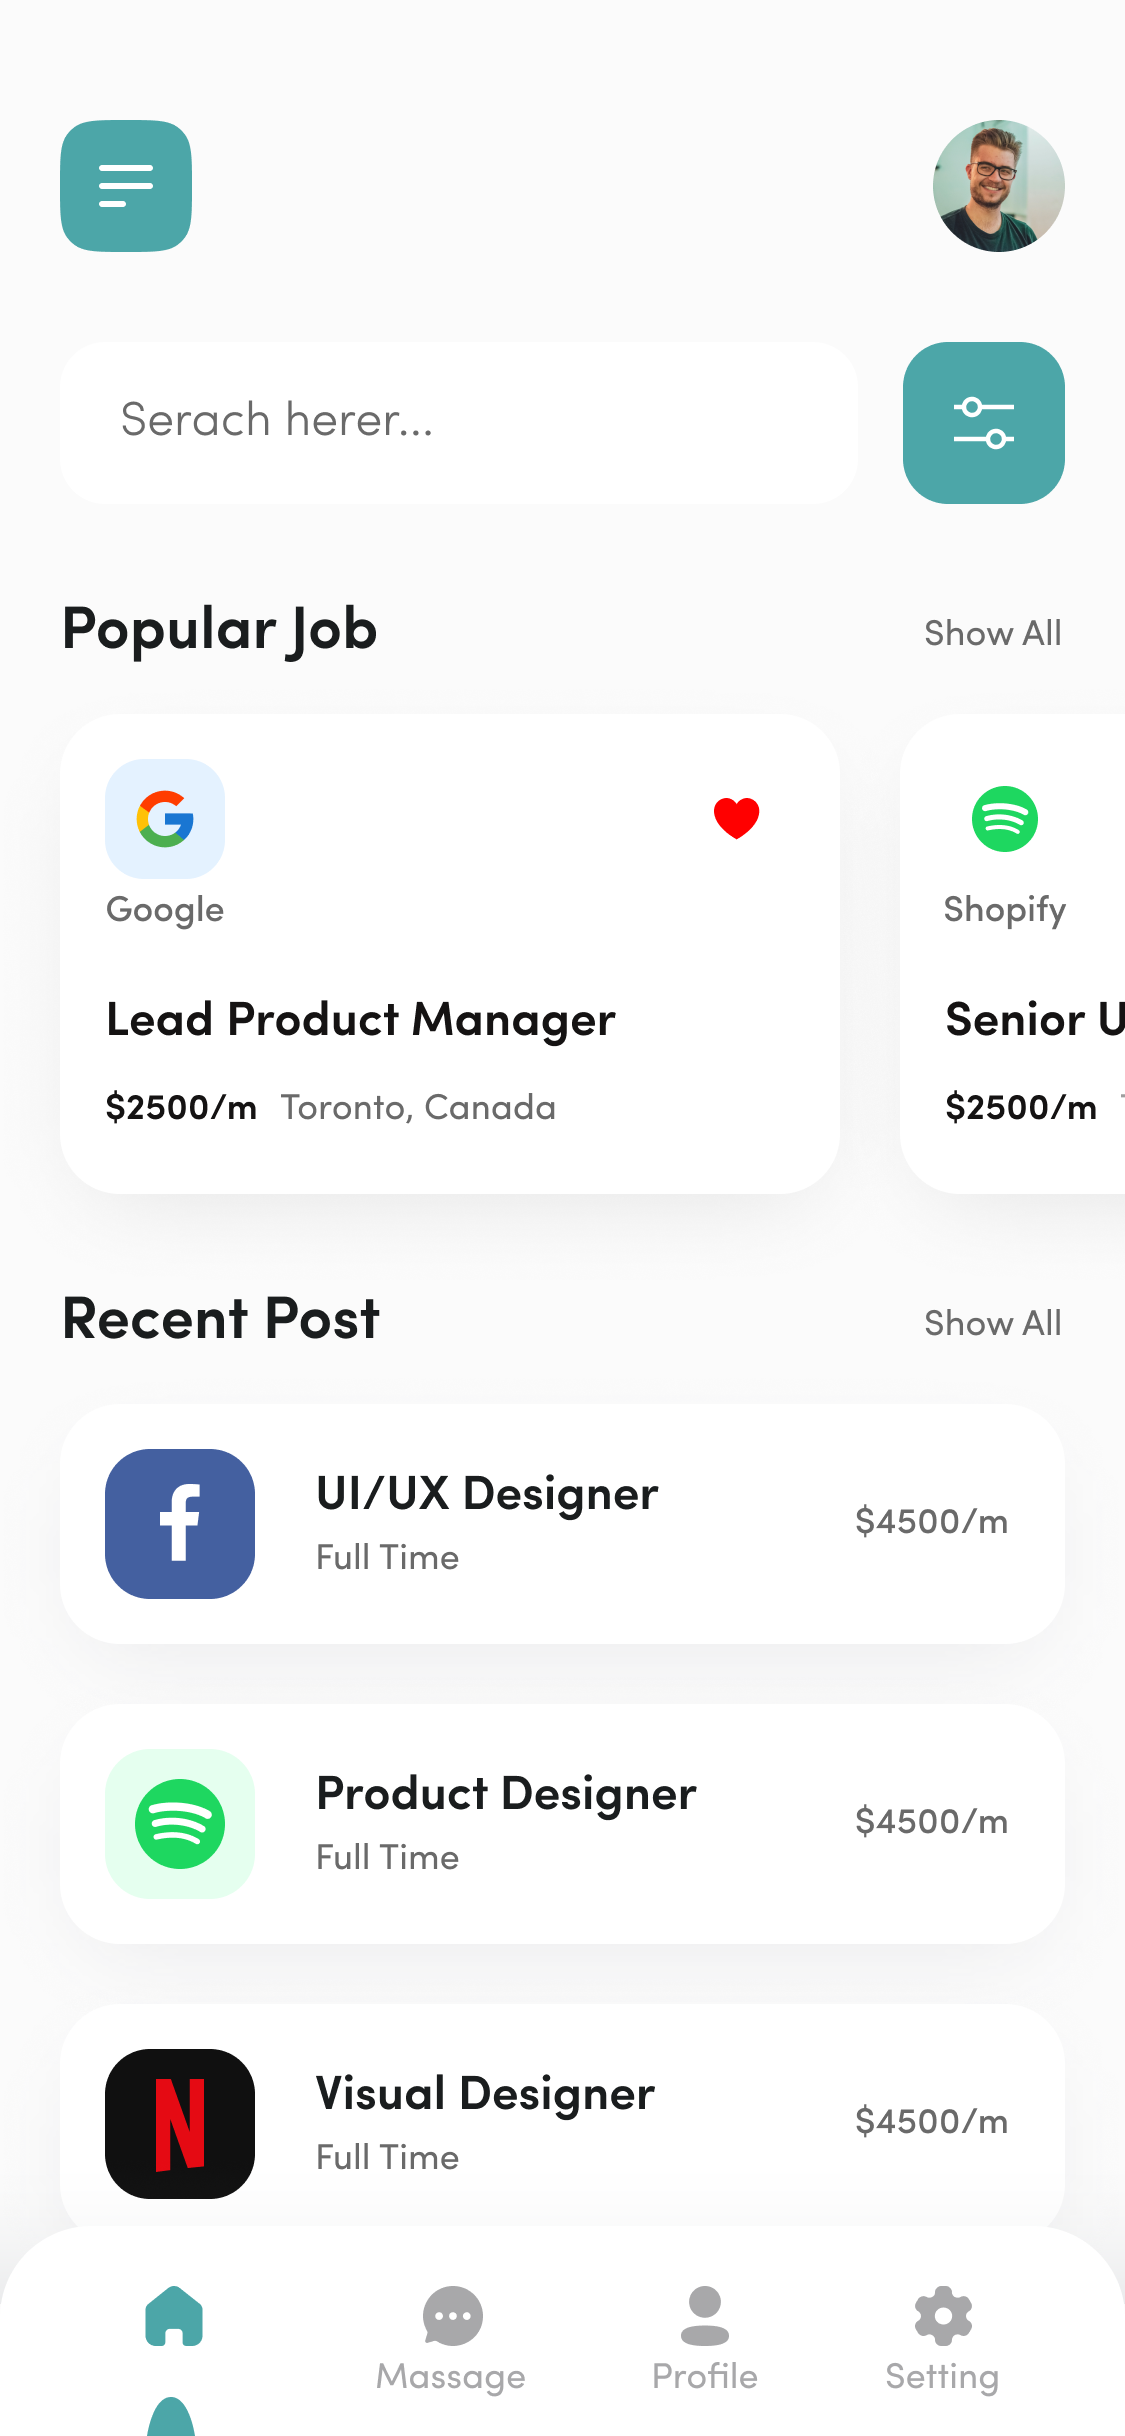 Serach herer...
Popular Job
Show All
Google
Lead Product Manager
$2500/m Toronto, Canada
Shopify
Senior U
$2500/m
Recent Post
Show All
UI/UX Designer
Full Time
$4500/m
Product Designer
Full Time
$4500/m
Visual Designer
Full Time
$4500/m
Massage
Profile
Setting